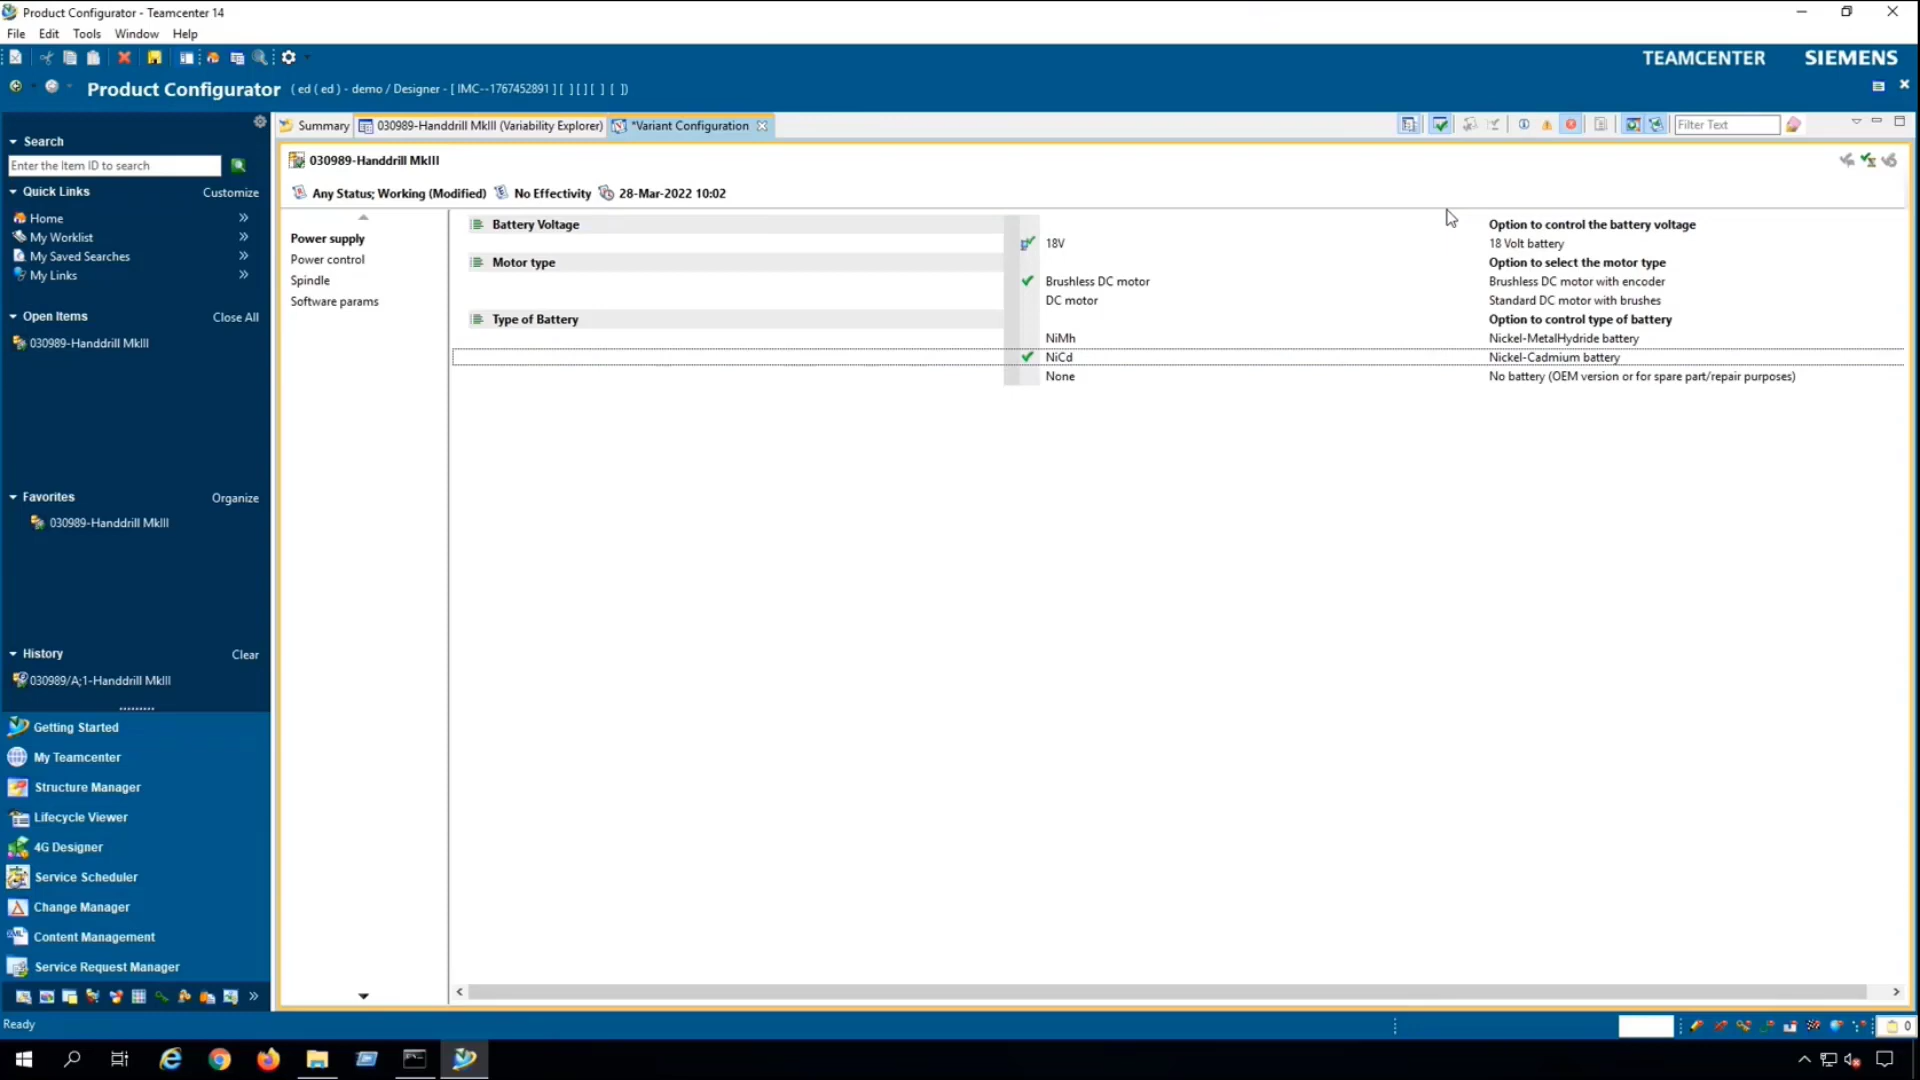 Product Configurator - Teamcenter 14
File Edit Tools Window Help
TEAMCENTER SIEMENS
Product Configurator ( ed ( ed ) - demo / Designer - [ IMC--1767452891 ] [ ] [ ] [ ] [ ])
Search
Enter the Item ID to search
Quick Links Customize
Home
My Worklist
My Saved Searches
My Links
Open Items Close All
030989-Handdrill MkIII
Favorites Organize
030989-Handdrill MkIII
History Clear
030989/A;1-Handdrill MkIII
Getting Started
My Teamcenter
Structure Manager
Lifecycle Viewer
4G Designer
Service Scheduler
Change Manager
Content Management
Service Request Manager
Summary 030989-Handdrill MkIII (Variability Explorer) *Variant Configuration Filter Text
030989-Handdrill MkIII
Any Status; Working (Modified) No Effectivity 28-Mar-2022 10:02
Power supply
Power control
Spindle
Software params
Battery Voltage Option to control the battery voltage
18V 18 Volt battery
Motor type Option to select the motor type
Brushless DC motor Brushless DC motor with encoder
DC motor Standard DC motor with brushes
Type of Battery Option to control type of battery
NiMh Nickel-MetalHydride battery
NiCd Nickel-Cadmium battery
None No battery (OEM version or for spare part/repair purposes)
Ready 0